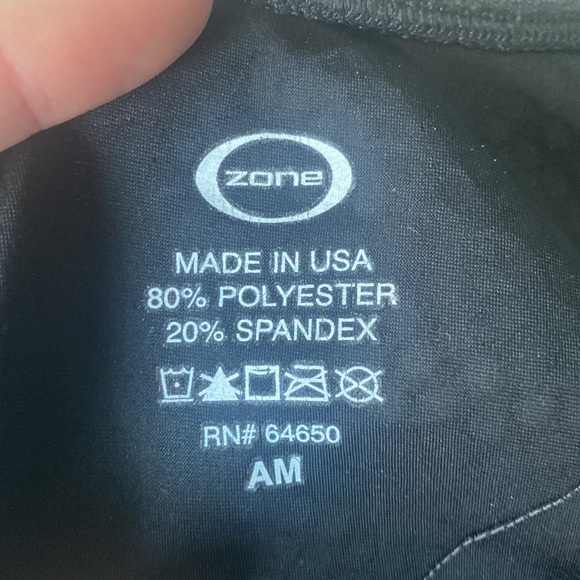 zone
MADE IN USA
80% POLYESTER
20% SPANDEX
RN# 64650
AM